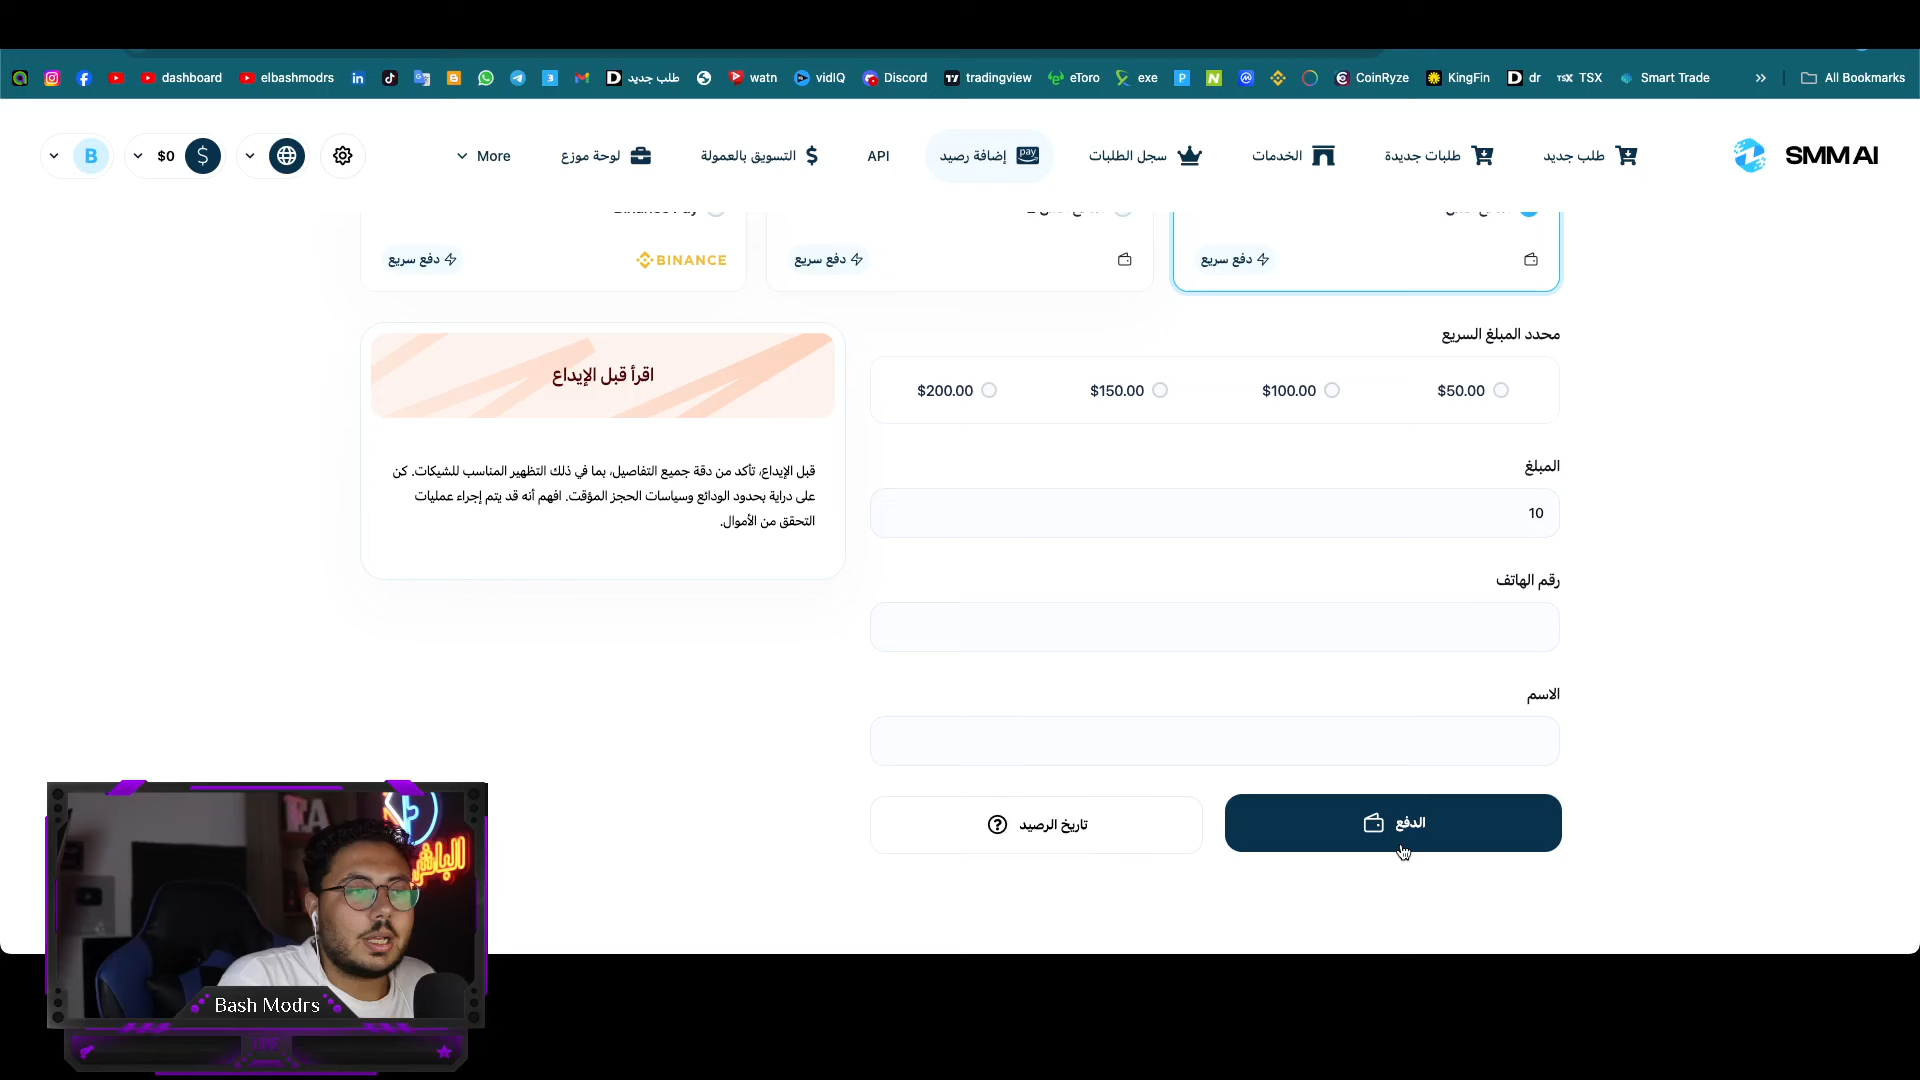 dashboard
elbashmodrs
طلب جديد
watn
vidIQ
Discord
tradingview
eToro
exe
CoinRyze
KingFin
dr
TSX
Smart Trade
All Bookmarks
SMM AI
طلب جديد
طلبات جديدة
الخدمات
سجل الطلبات
إضافة رصيد
pay
API
التسويق بالعمولة
لوحة موزع
More
$0
B
دفع سريع
دفع سريع
BINANCE
دفع سريع
محدد المبلغ السريع
$50.00
$100.00
$150.00
$200.00
المبلغ
10
رقم الهاتف
الاسم
الدفع
تاريخ الرصيد
اقرأ قبل الإيداع
قبل الإيداع، تأكد من دقة جميع التفاصيل، بما في ذلك التظهير المناسب للشيكات. كن
على دراية بحدود الودائع وسياسات الحجز المؤقت. افهم أنه قد يتم إجراء عمليات
التحقق من الأموال.
Bash Modrs